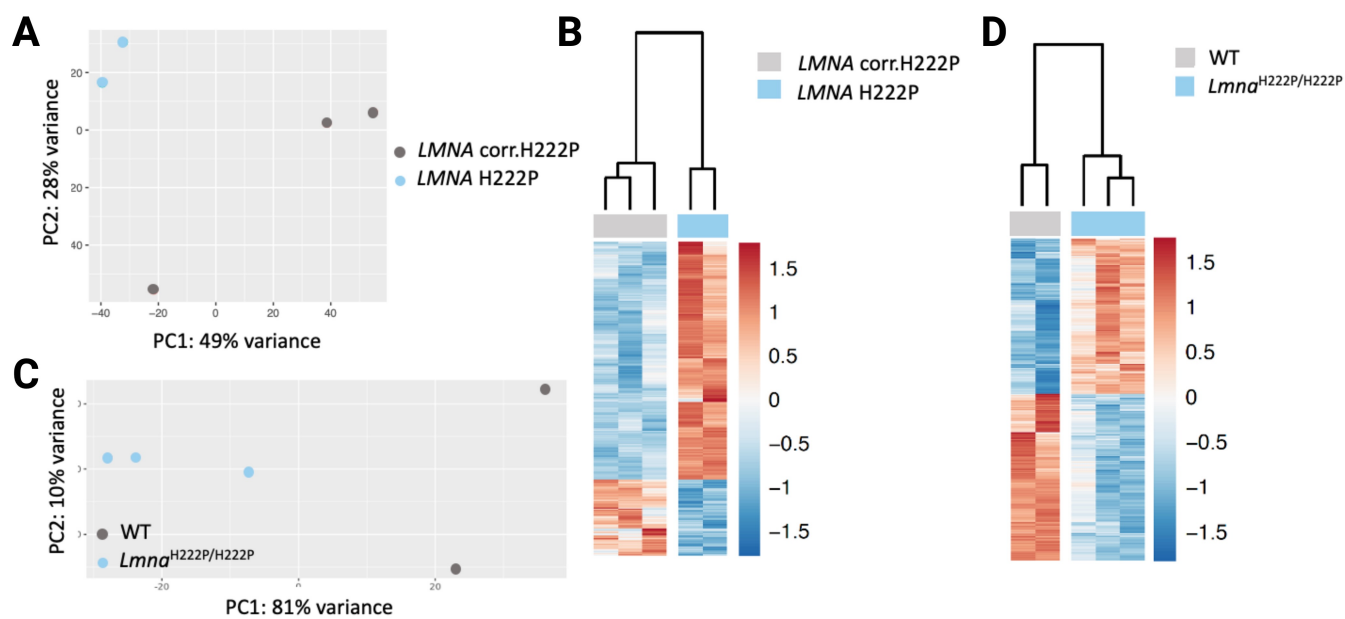 A
PC2: 28% variance
20
0
20
40
−40
−20
0
20
40
PC1: 49% variance
LMNA corr.H222P
LMNA H222P
B
LMNA corr.H222P
LMNA H222P
1.5
1
0.5
0
−0.5
−1
−1.5
C
PC2: 10% variance
WT
LmnaH222P/H222P
-20
0
20
PC1: 81% variance
D
WT
LmnaH222P/H222P
1.5
1
0.5
0
−0.5
−1
−1.5